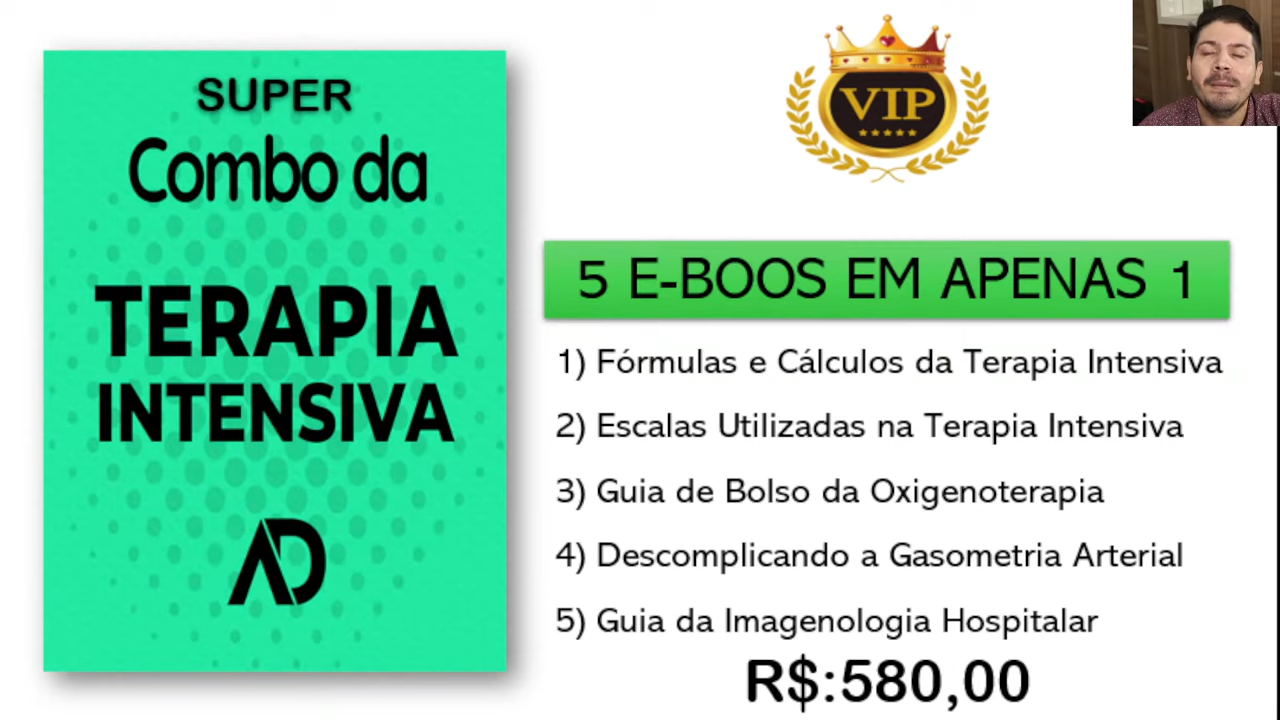 SUPER
Combo da
TERAPIA
INTENSIVA
AD
VIP
5 E-BOOS EM APENAS 1
1) Fórmulas e Cálculos da Terapia Intensiva
2) Escalas Utilizadas na Terapia Intensiva
3) Guia de Bolso da Oxigenoterapia
4) Descomplicando a Gasometria Arterial
5) Guia da Imagenologia Hospitalar
R$:580,00